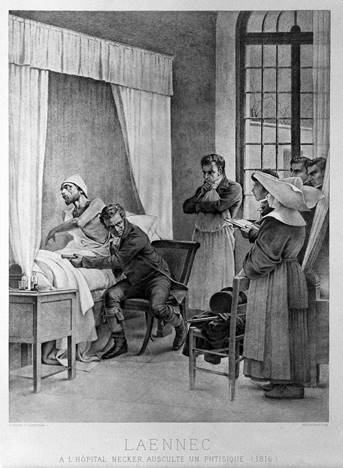 LAENNEC
A L'HÔPITAL NECKER, AUSCULTE UN PHTISIQUE (1816)